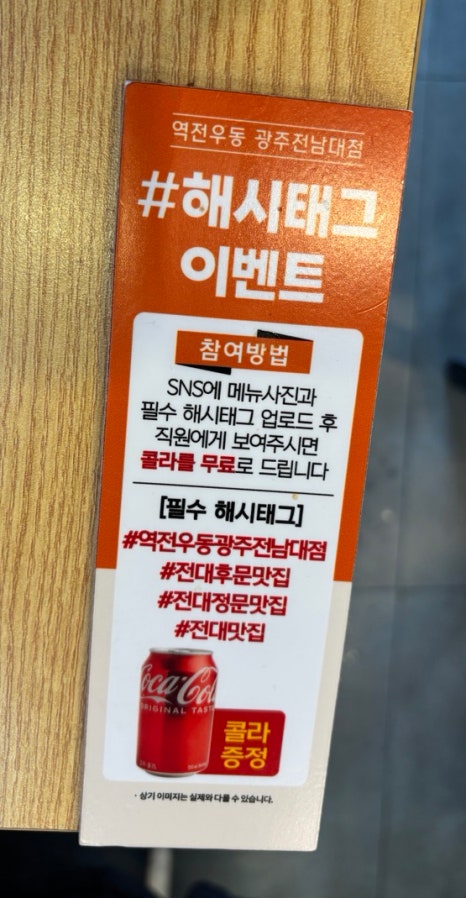 역전우동 광주전남대점
#해시태그
이벤트
참여방법
SNS에 메뉴사진과
필수 해시태그 업로드 후
직원에게 보여주시면
콜라를 무료로 드립니다
[필수 해시태그]
#역전우동광주전남대점
#전대후문맛집
#전대정문맛집
#전대맛집
Coca-Cola
ORIGINAL TASTE
콜라
증정
· 상기 이미지는 실제와 다를 수 있습니다.